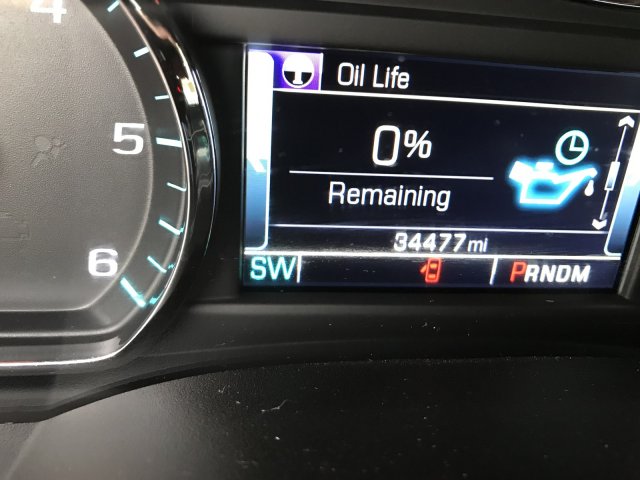 4
5
6
Oil Life
0%
Remaining
34477 mi
SW
PRNDM